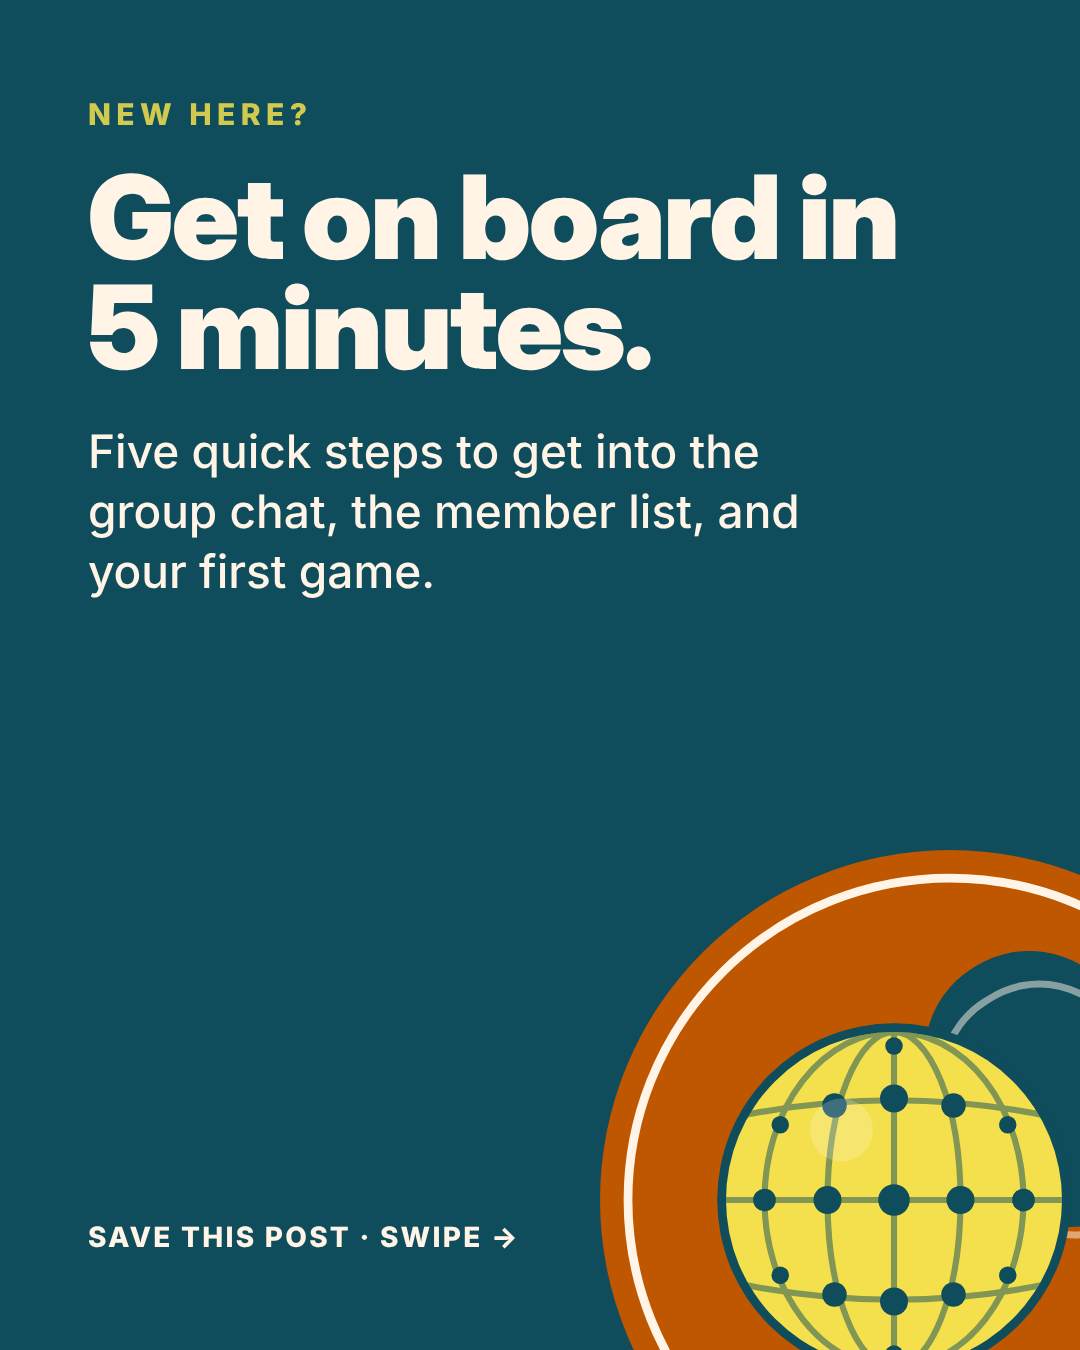 NEW HERE?
Get on board in
5 minutes.
Five quick steps to get into the
group chat, the member list, and
your first game.
SAVE THIS POST · SWIPE →